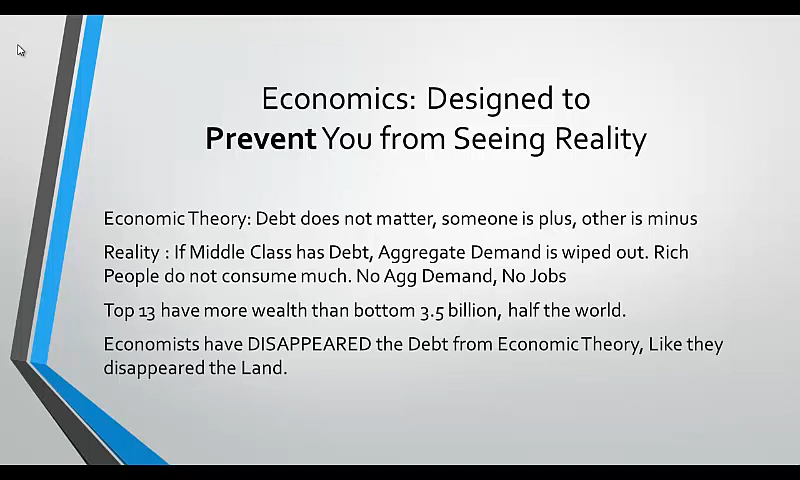 Economics: Designed to
Prevent You from Seeing Reality
Economic Theory: Debt does not matter, someone is plus, other is minus
Reality : If Middle Class has Debt, Aggregate Demand is wiped out. Rich
People do not consume much. No Agg Demand, No Jobs
Top 13 have more wealth than bottom 3.5 billion, half the world.
Economists have DISAPPEARED the Debt from Economic Theory, Like they
disappeared the Land.